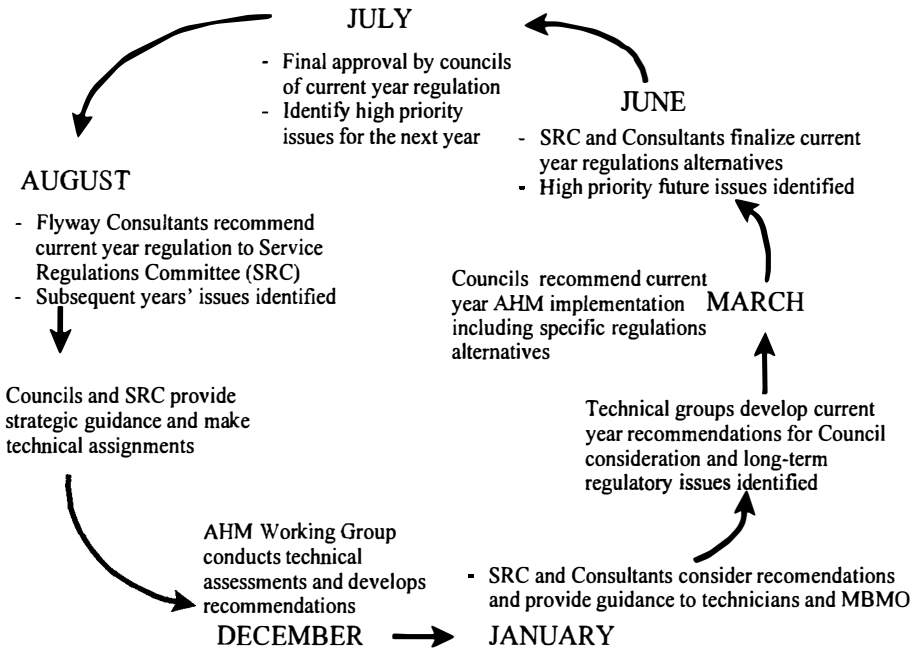 JULY
- Final approval by councils
of current year regulation
- Identify high priority
issues for the next year
JUNE
- SRC and Consultants finalize current
year regulations alternatives
- High priority future issues identified
AUGUST
- Flyway Consultants recommend
current year regulation to Service
Regulations Committee (SRC)
- Subsequent years’ issues identified
Councils recommend current
year AHM implementation
including specific regulations
alternatives
MARCH
Councils and SRC provide
strategic guidance and make
technical assignments
Technical groups develop current
year recommendations for Council
consideration and long-term
regulatory issues identified
AHM Working Group
conducts technical
assessments and develops
recommendations
DECEMBER
- SRC and Consultants consider recomendations
and provide guidance to technicians and MBMO
JANUARY